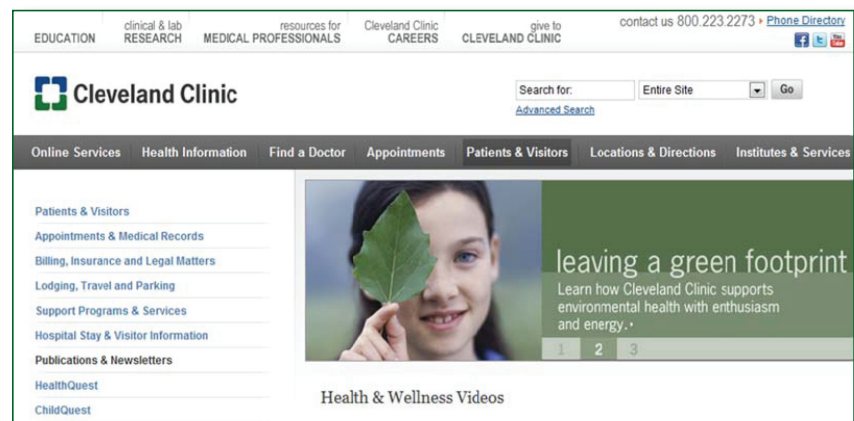 EDUCATION
clinical & lab
RESEARCH
resources for
MEDICAL PROFESSIONALS
Cleveland Clinic
CAREERS
give to
CLEVELAND CLINIC
contact us 800.223.2273 Phone Directory
Cleveland Clinic
Search for: Entire Site Go
Advanced Search
Online Services Health Information Find a Doctor Appointments Patients & Visitors Locations & Directions Institutes & Services
Patients & Visitors
Appointments & Medical Records
Billing, Insurance and Legal Matters
Lodging, Travel and Parking
Support Programs & Services
Hospital Stay & Visitor Information
Publications & Newsletters
HealthQuest
ChildQuest
leaving a green footprint
Learn how Cleveland Clinic supports
environmental health with enthusiasm
and energy.
1 2 3
Health & Wellness Videos